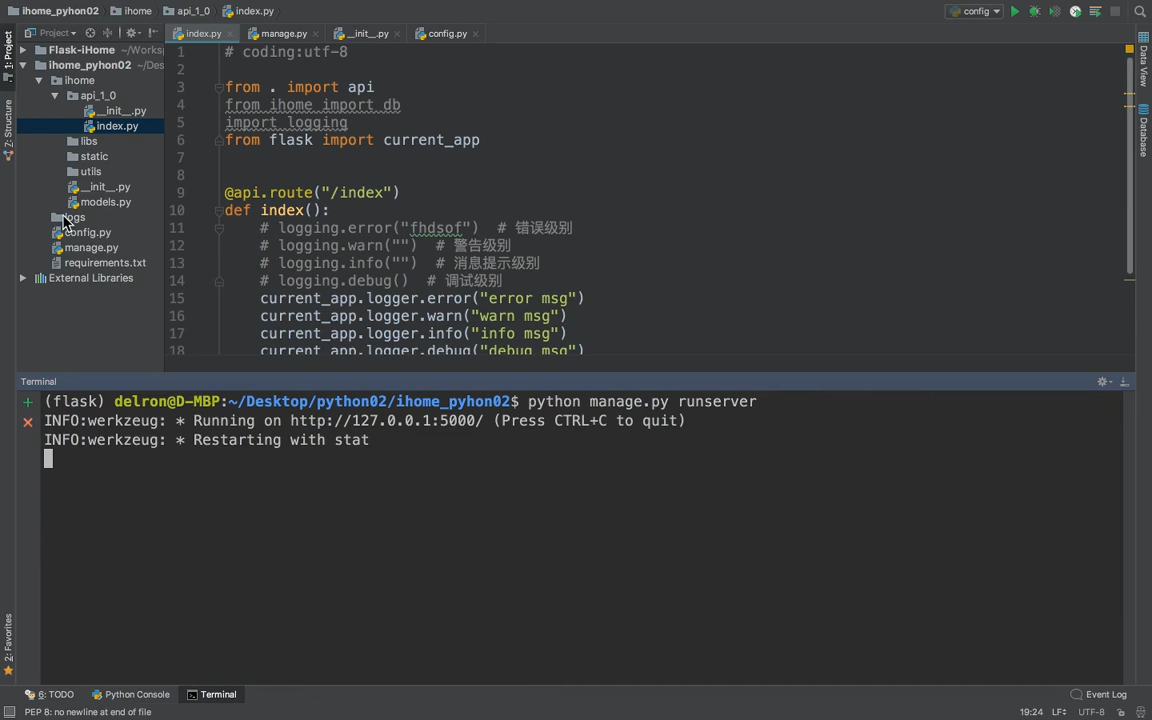 ihome_pyhon02
ihome
api_1_0
index.py
config
Project
index.py
manage.py
__init__.py
config.py
1: Project
Z: Structure
2: Favorites
Flask-iHome ~/Works
ihome_pyhon02 ~/Des
ihome
api_1_0
__init__.py
index.py
libs
static
utils
__init__.py
models.py
logs
config.py
manage.py
requirements.txt
External Libraries
1 # coding:utf-8
2
3 from . import api
4 from ihome import db
5 import logging
6 from flask import current_app
7
8
9 @api.route("/index")
10 def index():
11 # logging.error("fhdsof") # 错误级别
12 # logging.warn("") # 警告级别
13 # logging.info("") # 消息提示级别
14 # logging.debug() # 调试级别
15 current_app.logger.error("error msg")
16 current_app.logger.warn("warn msg")
17 current_app.logger.info("info msg")
18 current_app.logger.debug("debug msg")
Data View
Database
Terminal
(flask) delron@D-MBP:~/Desktop/python02/ihome_pyhon02$ python manage.py runserver
INFO:werkzeug: * Running on http://127.0.0.1:5000/ (Press CTRL+C to quit)
INFO:werkzeug: * Restarting with stat
6: TODO
Python Console
Terminal
Event Log
PEP 8: no newline at end of file
19:24
LF
UTF-8